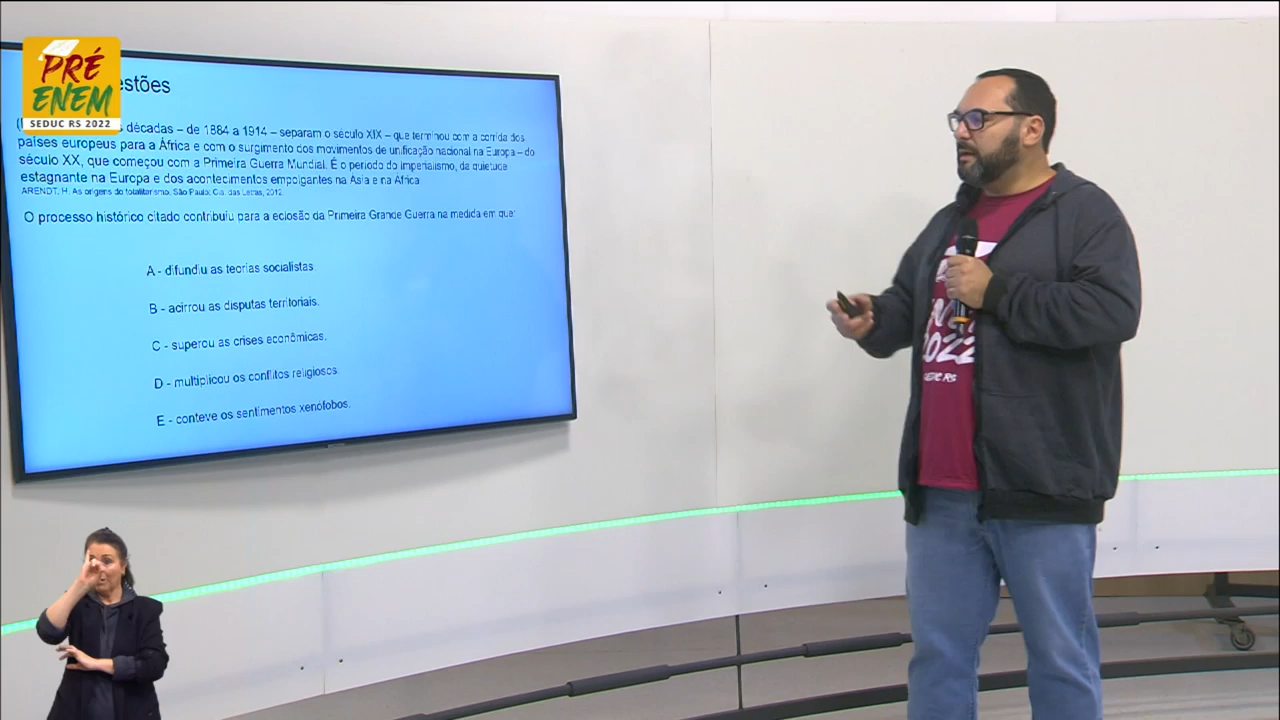 PRÉ
ENEM
SEDUC RS 2022
estões
décadas – de 1884 a 1914 – separam o século XIX – que terminou com a corrida dos
países europeus para a África e com o surgimento dos movimentos de unificação nacional na Europa – do
século XX, que começou com a Primeira Guerra Mundial. É o período do Imperialismo, da quietude
estagnante na Europa e dos acontecimentos empolgantes na Ásia e na África
ARENDT, H. As origens do totalitarismo. São Paulo: Cia. das Letras, 2012.
O processo histórico citado contribuiu para a eclosão da Primeira Grande Guerra na medida em que:
A - difundiu as teorias socialistas
B - acirrou as disputas territoriais.
C - superou as crises econômicas.
D - multiplicou os conflitos religiosos.
E - conteve os sentimentos xenófobos.
2022
SEDUC RS